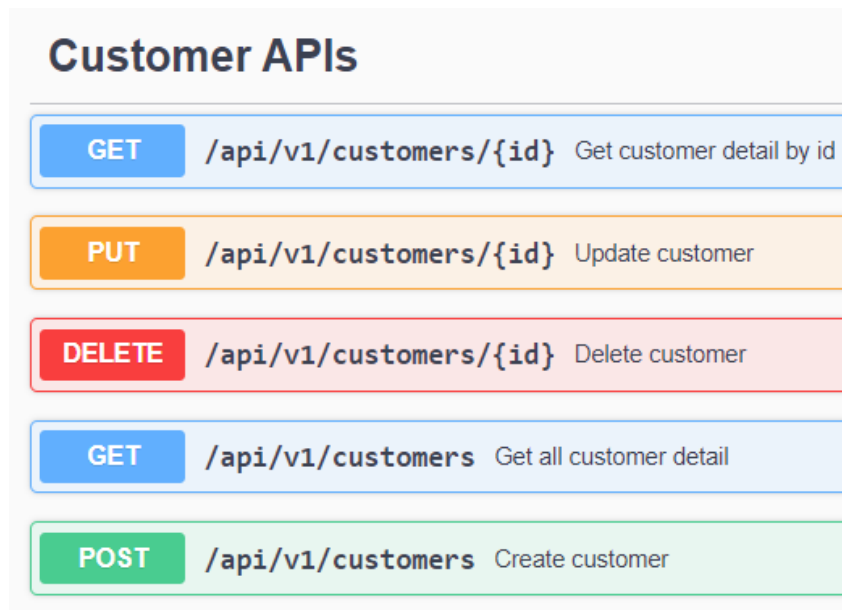 Customer APIs
GET /api/v1/customers/{id} Get customer detail by id
PUT /api/v1/customers/{id} Update customer
DELETE /api/v1/customers/{id} Delete customer
GET /api/v1/customers Get all customer detail
POST /api/v1/customers Create customer